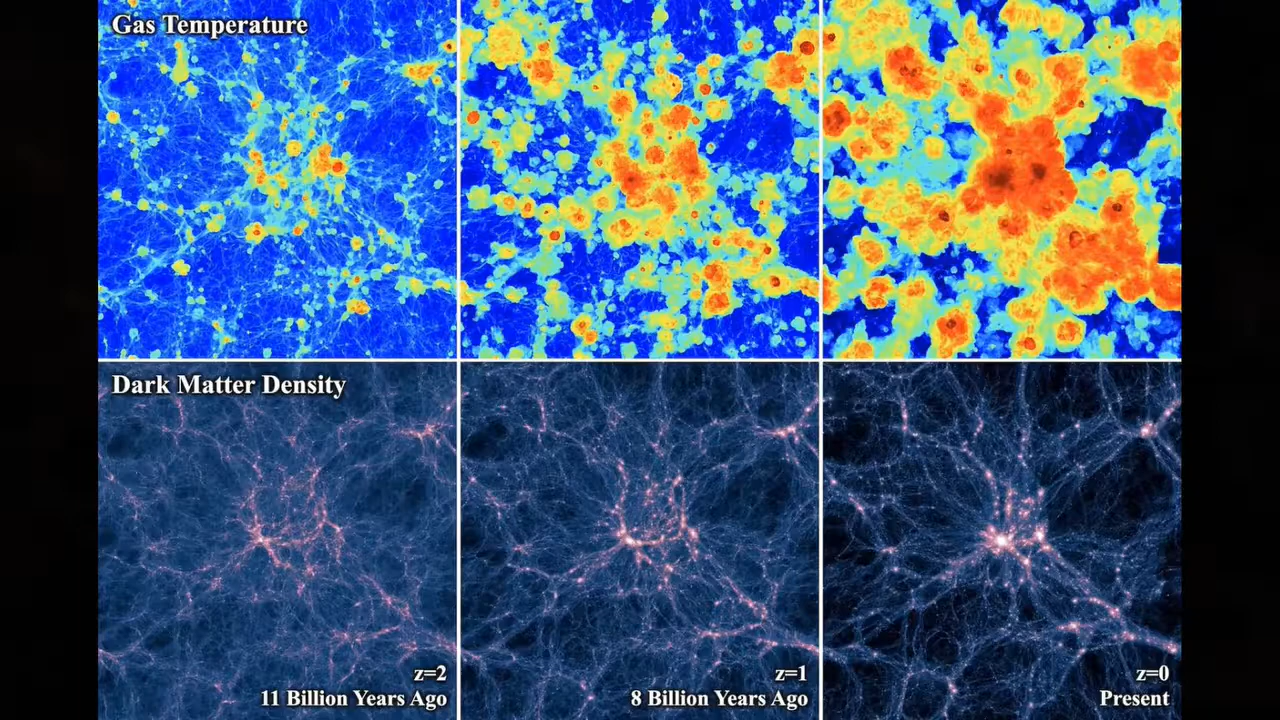 Gas Temperature
Dark Matter Density
z=2
11 Billion Years Ago
z=1
8 Billion Years Ago
z=0
Present